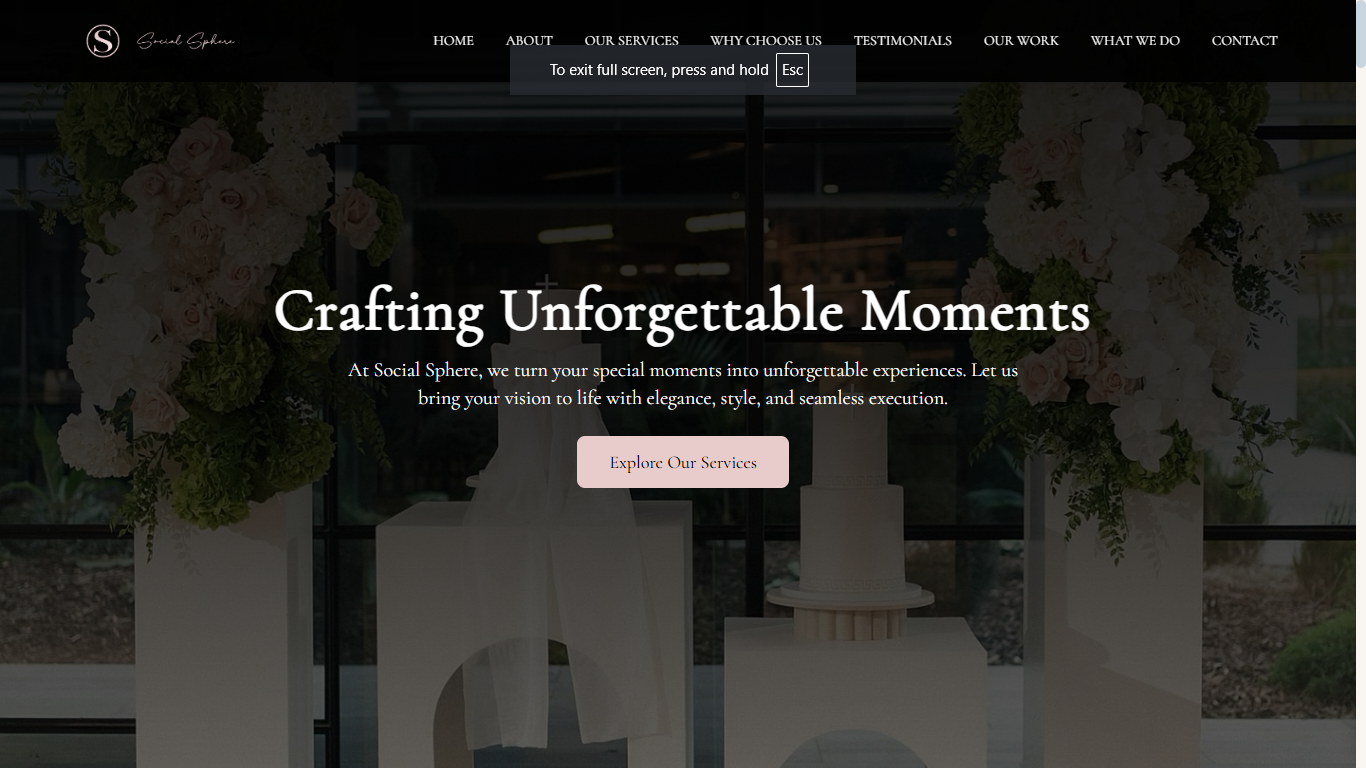 S Social Sphere
HOME ABOUT OUR SERVICES WHY CHOOSE US TESTIMONIALS OUR WORK WHAT WE DO CONTACT
To exit full screen, press and hold Esc
Crafting Unforgettable Moments
At Social Sphere, we turn your special moments into unforgettable experiences. Let us
bring your vision to life with elegance, style, and seamless execution.
Explore Our Services